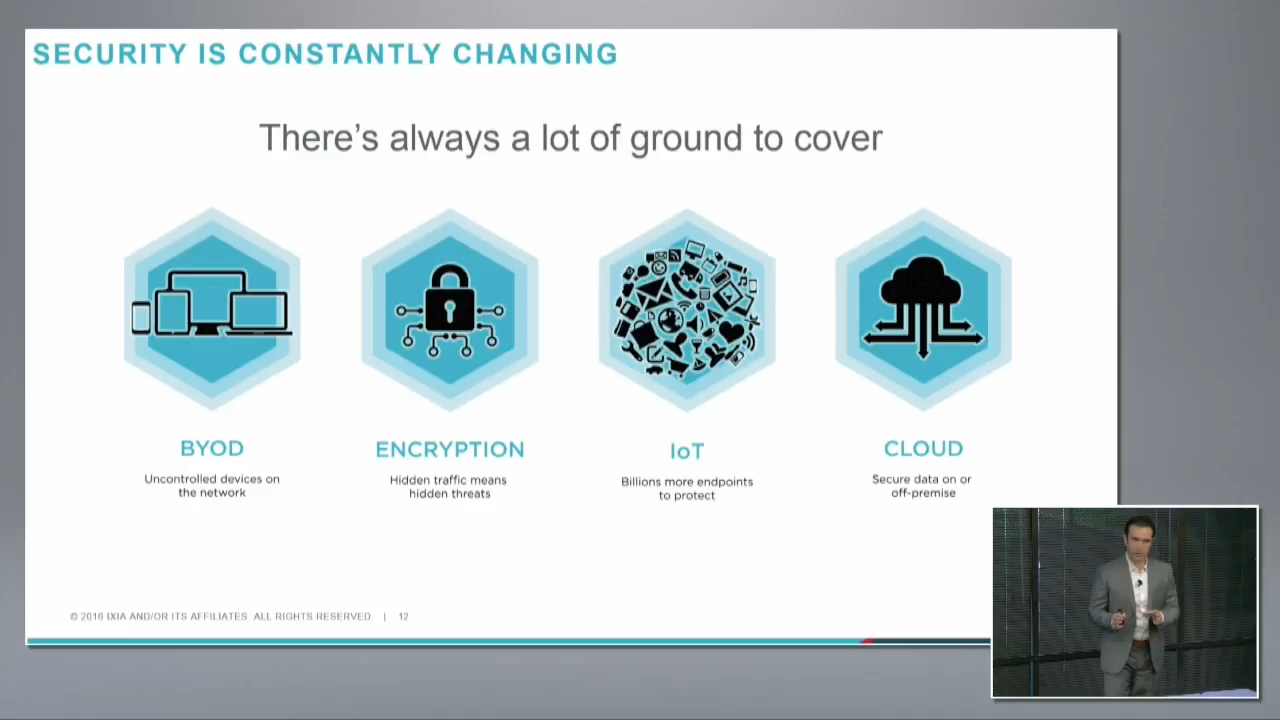 SECURITY IS CONSTANTLY CHANGING
There's always a lot of ground to cover
BYOD
Uncontrolled devices on
the network
ENCRYPTION
Hidden traffic means
hidden threats
IoT
Billions more endpoints
to protect
CLOUD
Secure data on or
off-premise
© 2016 IXIA AND/OR ITS AFFILIATES. ALL RIGHTS RESERVED. | 12